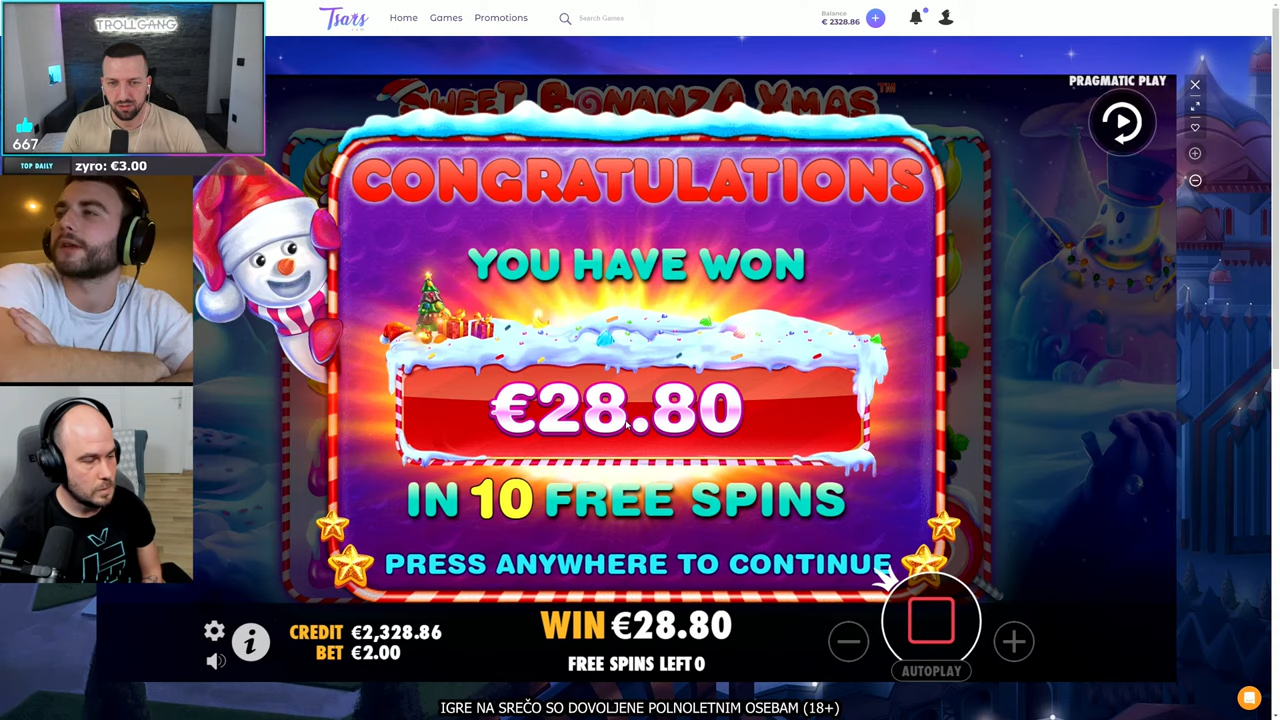 TROLLGANG
667
TOP DAILY
zyro: €3.00
Tsars
.com
Home
Games
Promotions
Search Games
Balance
€ 2328.86
PRAGMATIC PLAY
SWEET BONANZA XMAS™
CONGRATULATIONS
YOU HAVE WON
€28.80
IN 10 FREE SPINS
PRESS ANYWHERE TO CONTINUE
CREDIT €2,328.86
BET €2.00
WIN €28.80
FREE SPINS LEFT 0
AUTOPLAY
IGRE NA SREČO SO DOVOLJENE POLNOLETNIM OSEBAM (18+)